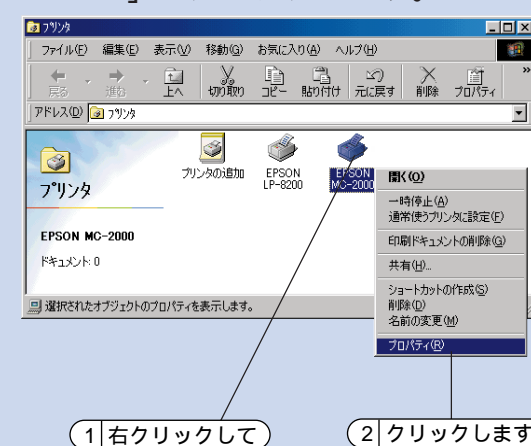 プリンタ
ファイル(F) 編集(E) 表示(V) 移動(G) お気に入り(A) ヘルプ(H)
戻る 進む 上へ 切り取り コピー 貼り付け 元に戻す 削除 プロパティ »
アドレス(D) プリンタ
プリンタ
EPSON MC-2000
ドキュメント: 0
プリンタの追加
EPSON
LP-8200
EPSON
MC-2000
開く(O)
一時停止(A)
通常使うプリンタに設定(F)
印刷ドキュメントの削除(G)
共有(H)...
ショートカットの作成(S)
削除(D)
名前の変更(M)
プロパティ(R)
選択されたオブジェクトのプロパティを表示します。
1 右クリックして
2 クリックします